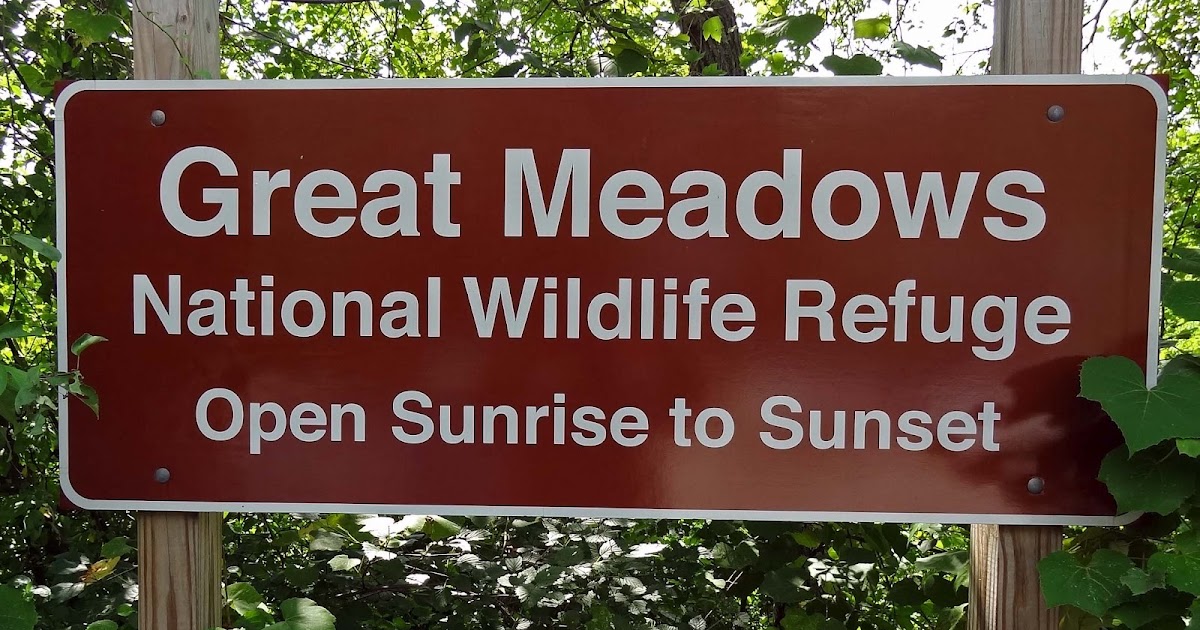 Great Meadows
National Wildlife Refuge
Open Sunrise to Sunset